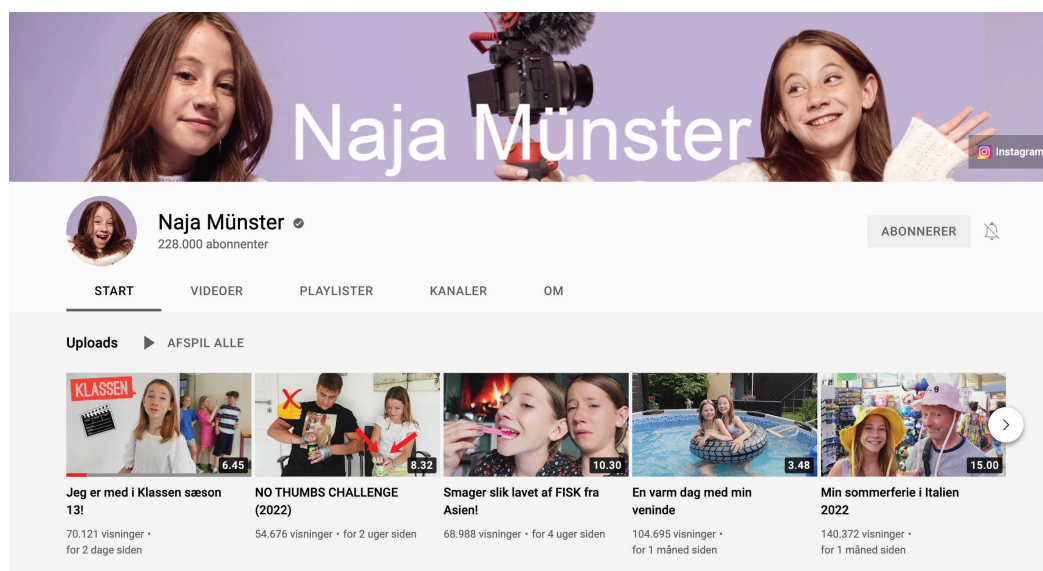 Naja Münster
Instagram
Naja Münster
228.000 abonnenter
ABONNERER
START VIDEOER PLAYLISTER KANALER OM
Uploads AFSPIL ALLE
KLASSEN
6.45
8.32
10.30
3.48
15.00
Jeg er med i Klassen sæson
13!
70.121 visninger •
for 2 dage siden
NO THUMBS CHALLENGE
(2022)
54.676 visninger • for 2 uger siden
Smager slik lavet af FISK fra
Asien!
68.988 visninger • for 4 uger siden
En varm dag med min
veninde
104.695 visninger •
for 1 måned siden
Min sommerferie i Italien
2022
140.372 visninger •
for 1 måned siden